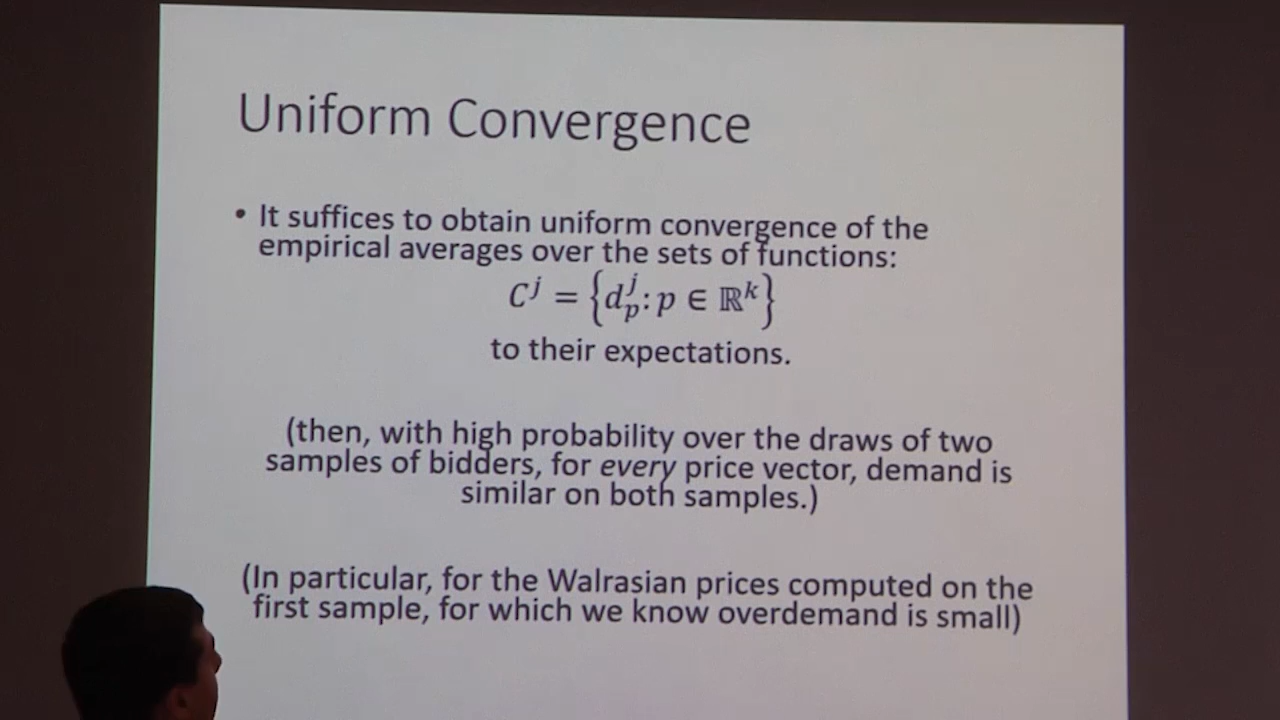 Uniform Convergence
• It suffices to obtain uniform convergence of the
empirical averages over the sets of functions:
C^j = {d_p^j : p ∈ ℝ^k}
to their expectations.
(then, with high probability over the draws of two
samples of bidders, for every price vector, demand is
similar on both samples.)
(In particular, for the Walrasian prices computed on the
first sample, for which we know overdemand is small)